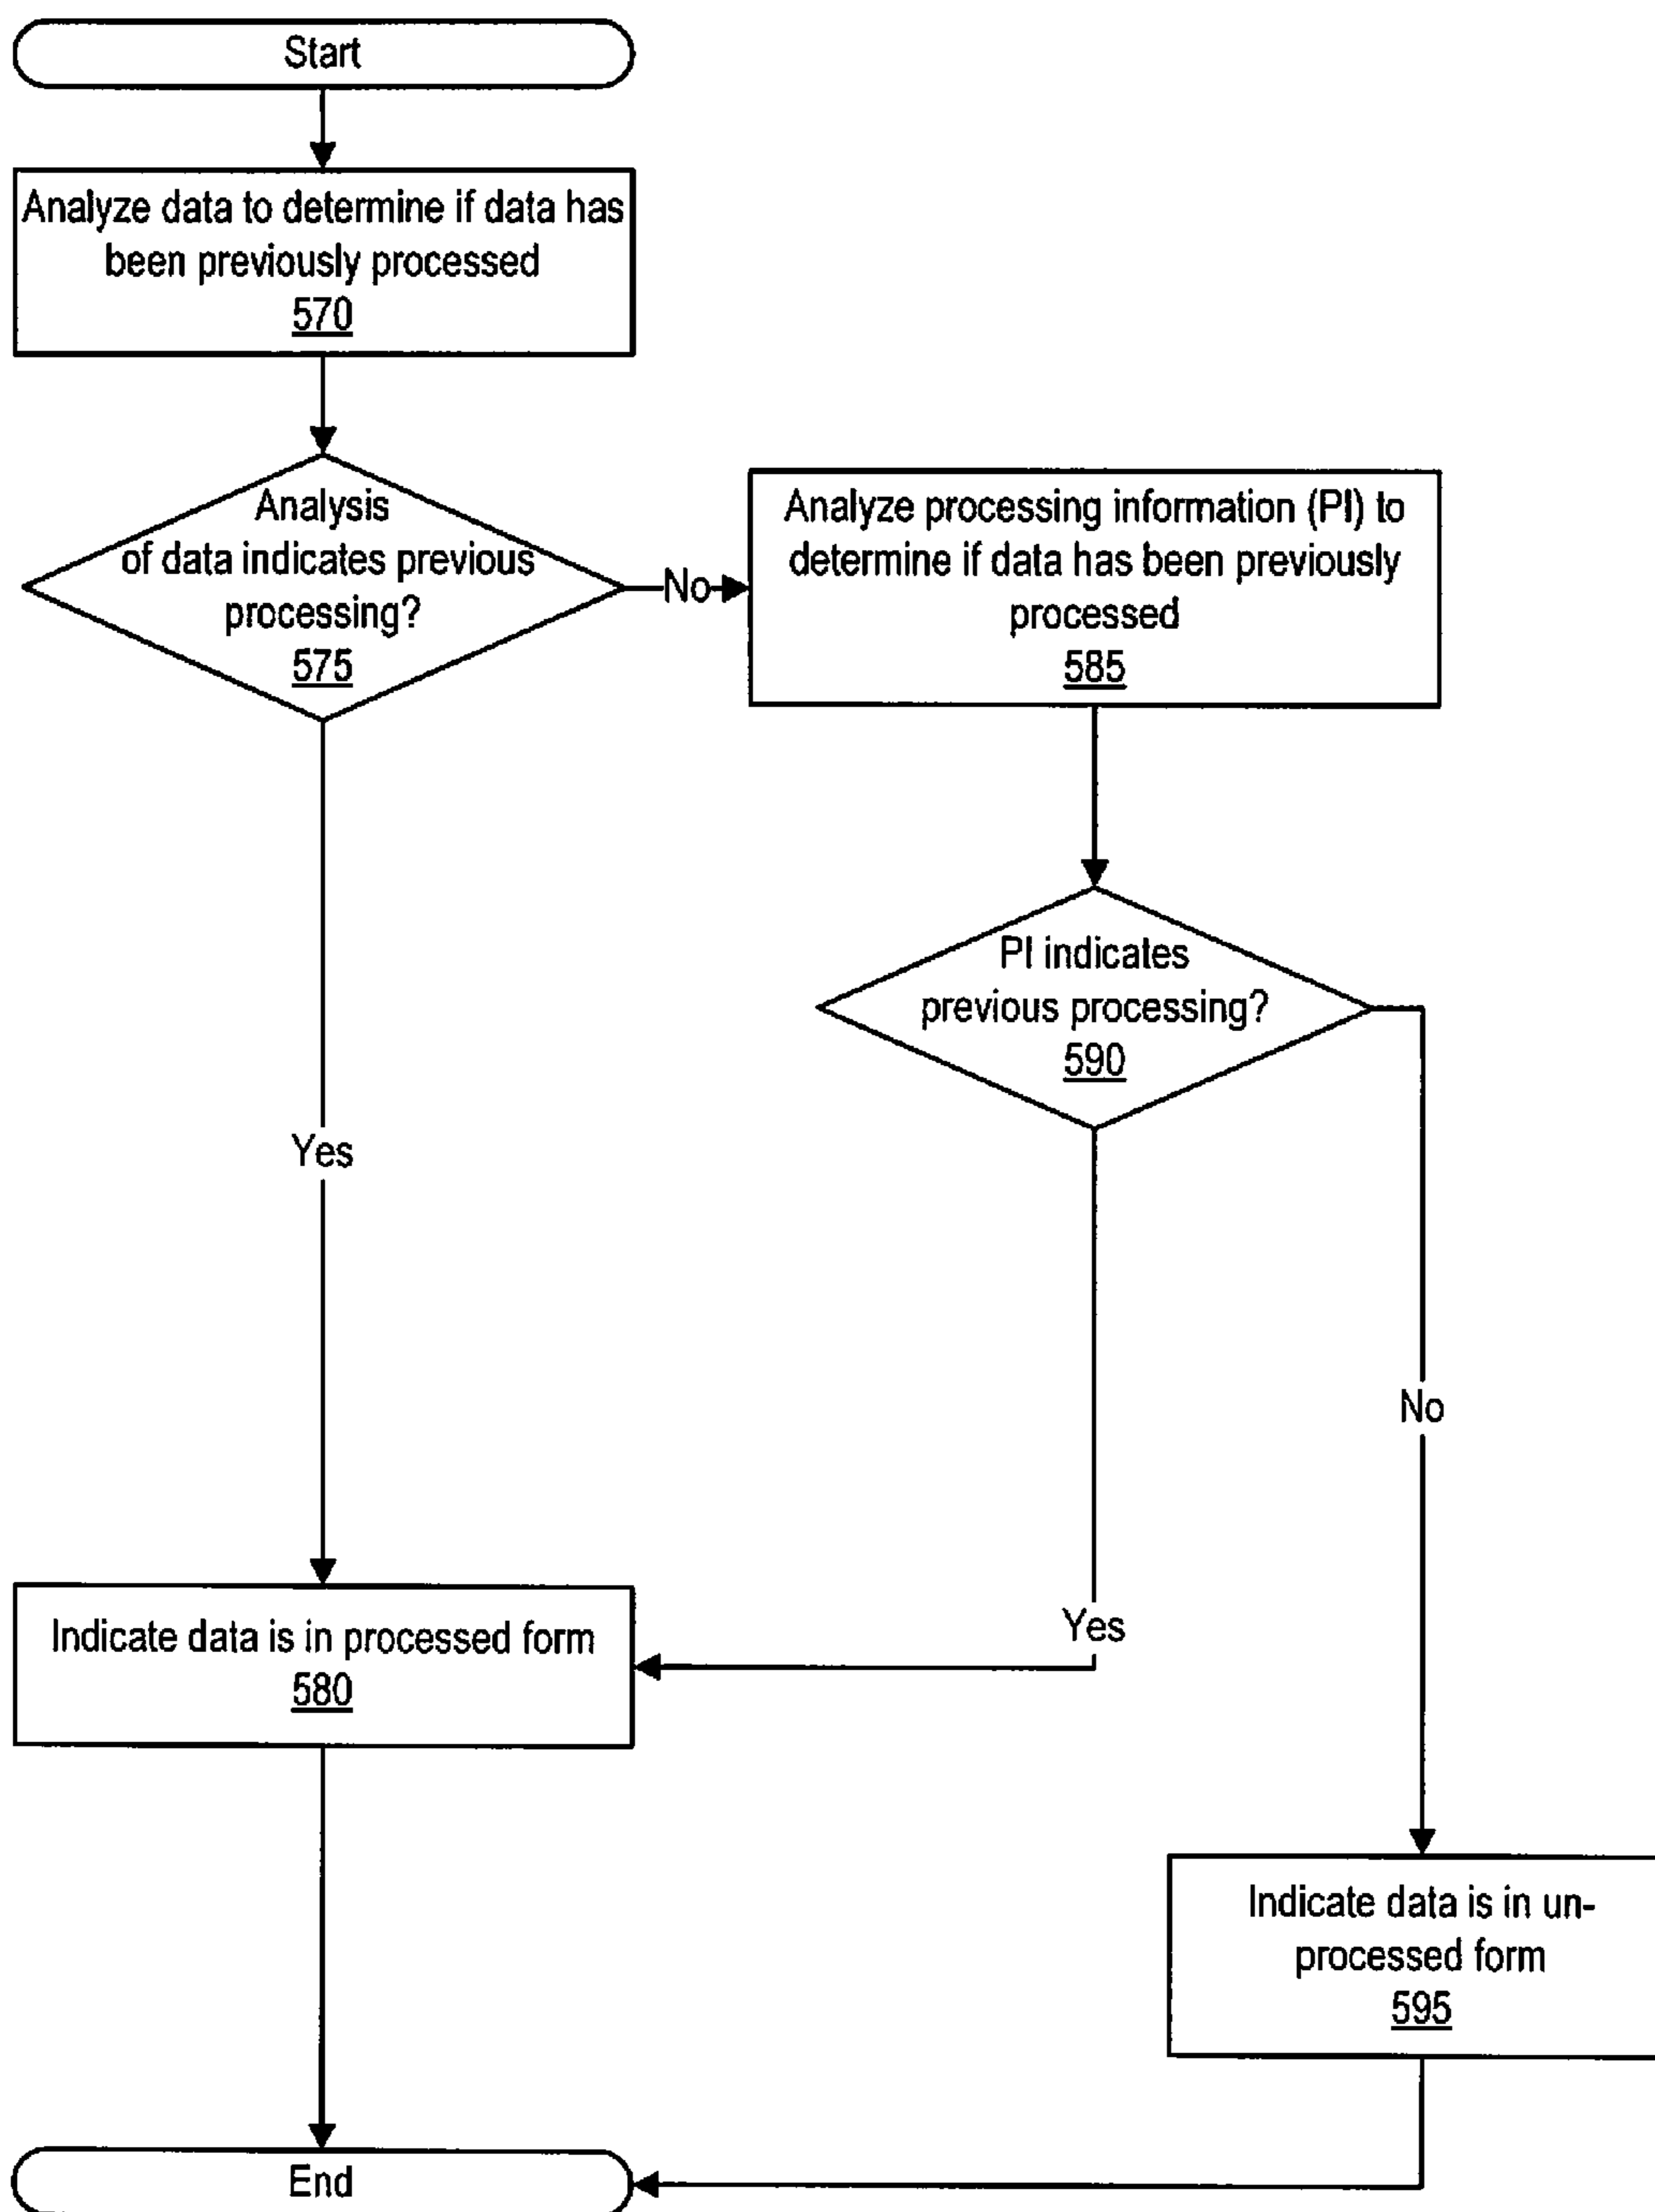 Start
Analyze data to determine if data has
been previously processed
570
Analysis
of data indicates previous
processing?
575
No
Analyze processing information (PI) to
determine if data has been previously
processed
585
PI indicates
previous processing?
590
Yes
No
Yes
Indicate data is in processed form
580
Indicate data is in un-
processed form
595
End